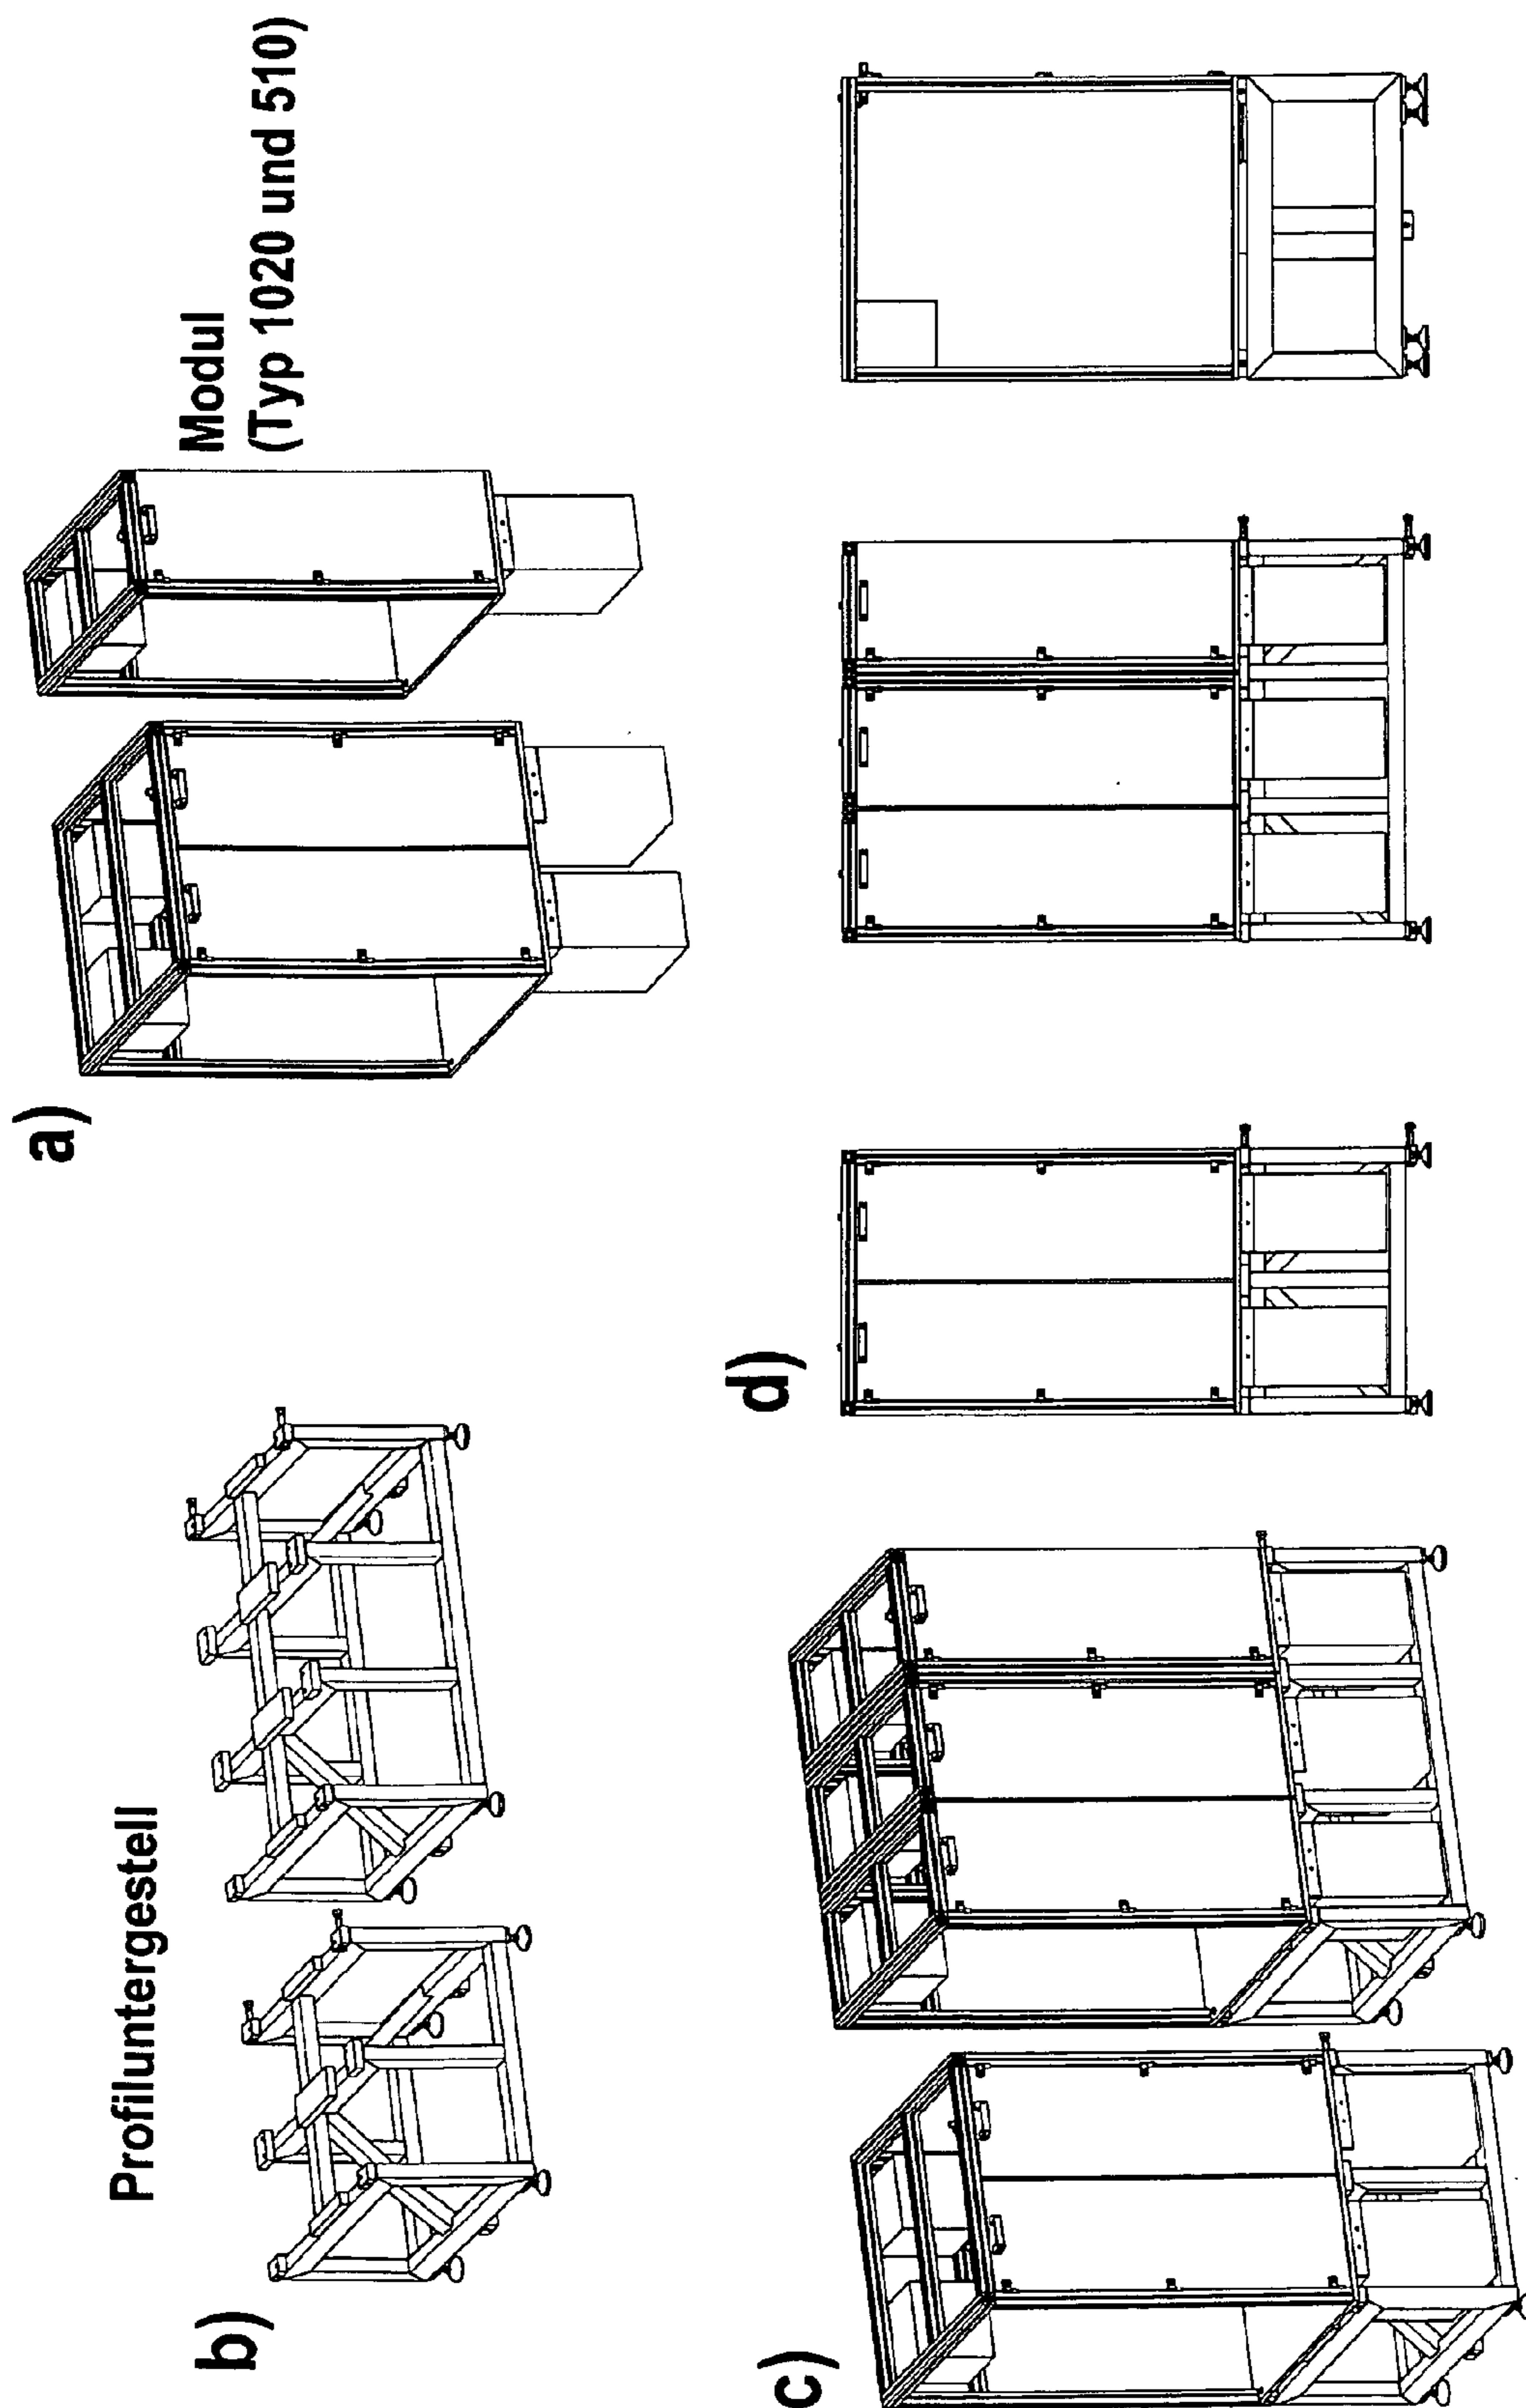 a)
Modul
(Typ 1020 und 510)
b)
Profiluntergestell
c)
d)